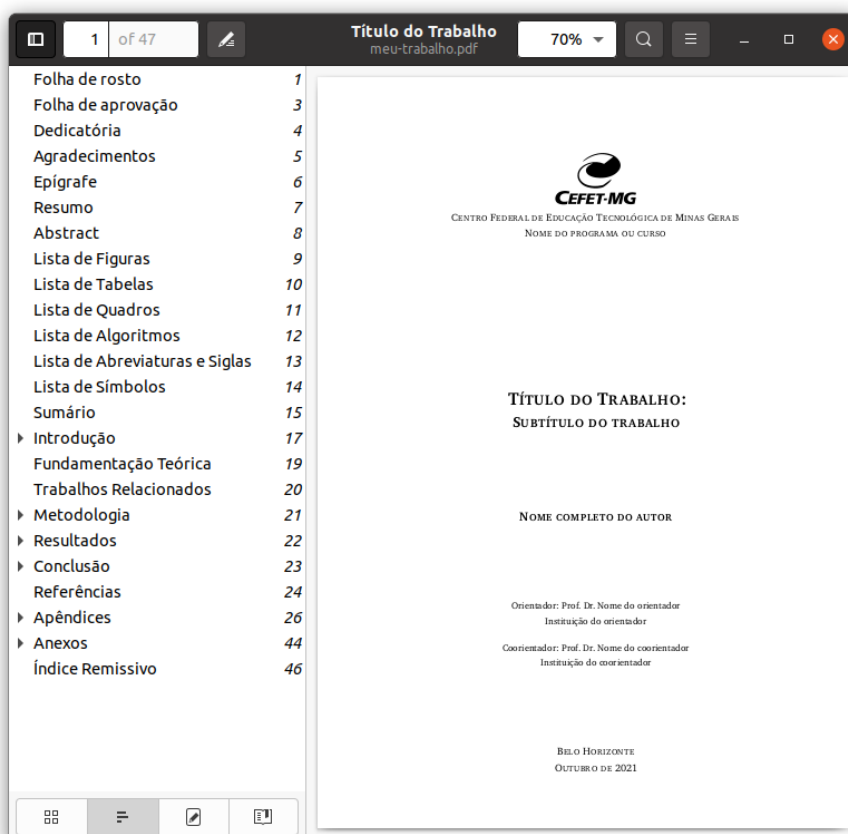 1 of 47
Título do Trabalho
meu-trabalho.pdf
70%
Folha de rosto 1
Folha de aprovação 3
Dedicatória 4
Agradecimentos 5
Epígrafe 6
Resumo 7
Abstract 8
Lista de Figuras 9
Lista de Tabelas 10
Lista de Quadros 11
Lista de Algoritmos 12
Lista de Abreviaturas e Siglas 13
Lista de Símbolos 14
Sumário 15
Introdução 17
Fundamentação Teórica 19
Trabalhos Relacionados 20
Metodologia 21
Resultados 22
Conclusão 23
Referências 24
Apêndices 26
Anexos 44
Índice Remissivo 46
CEFET-MG
Centro Federal de Educação Tecnológica de Minas Gerais
Nome do programa ou curso
Título do Trabalho:
Subtítulo do trabalho
Nome completo do autor
Orientador: Prof. Dr. Nome do orientador
Instituição do orientador
Coorientador: Prof. Dr. Nome do coorientador
Instituição do coorientador
Belo Horizonte
Outubro de 2021